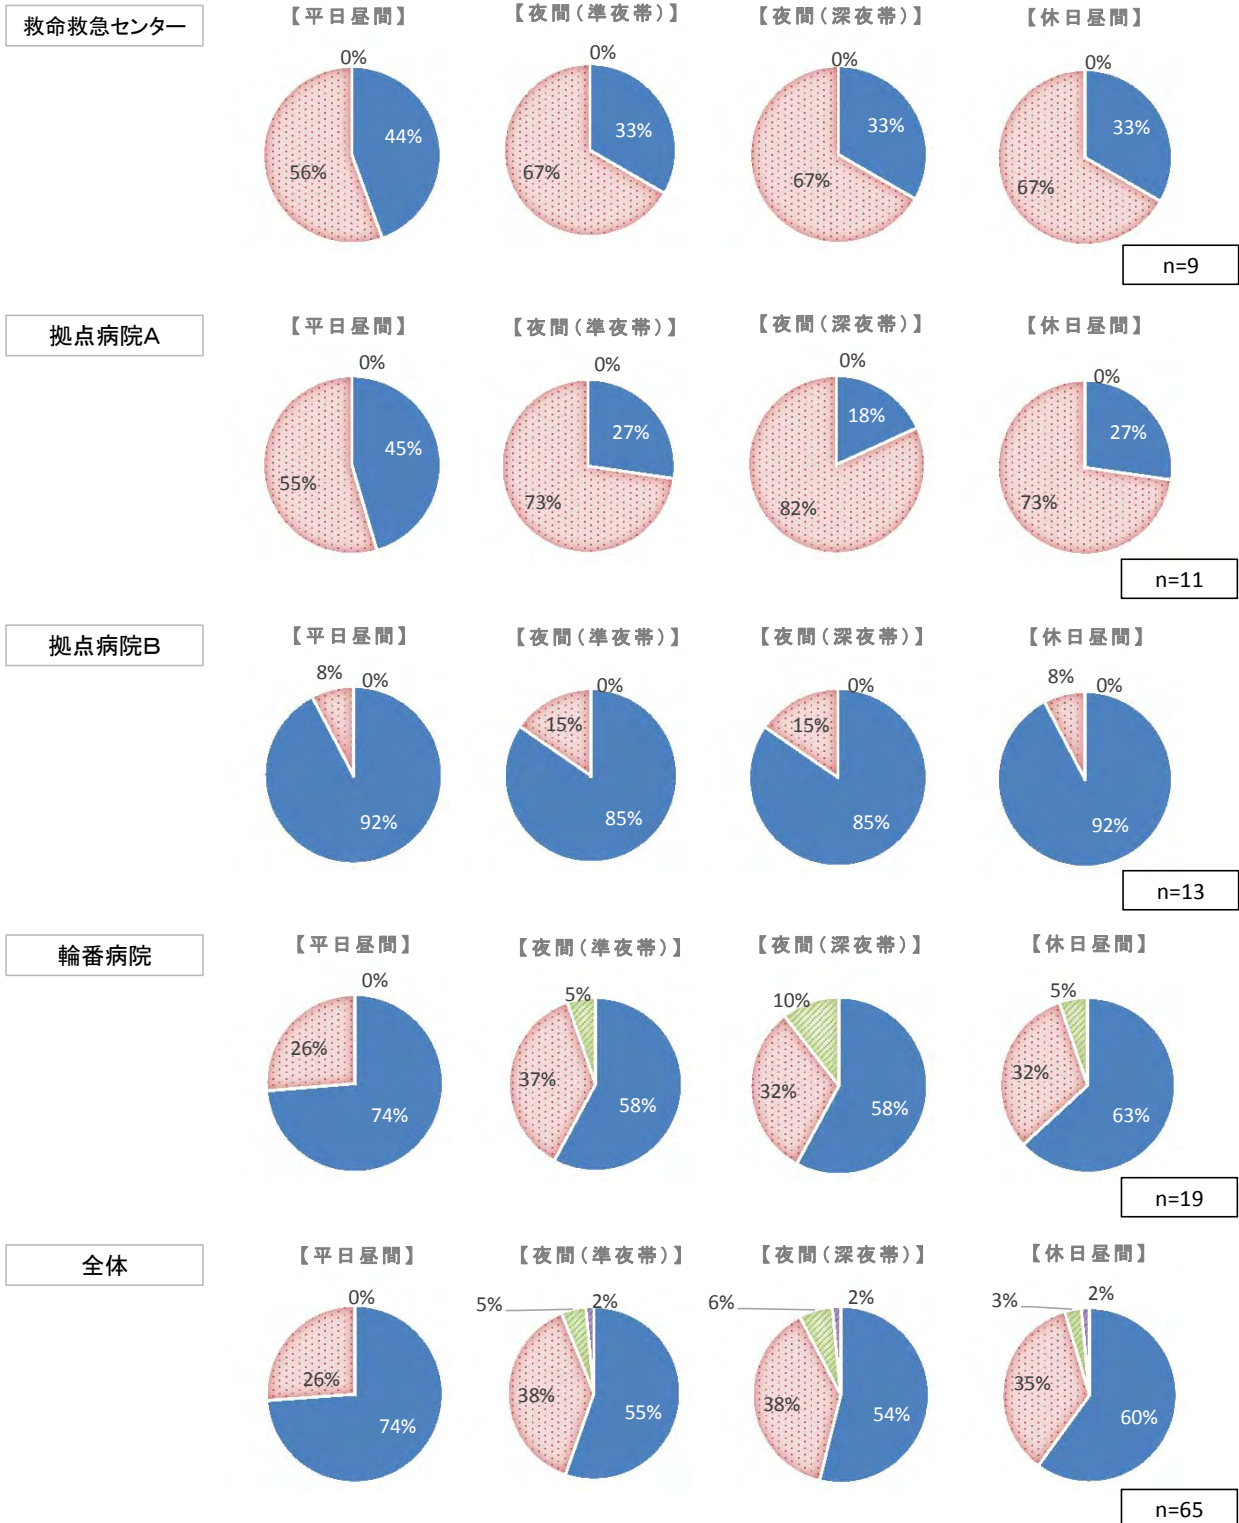 救命救急センター
【平日昼間】
【夜間(準夜帯)】
【夜間(深夜帯)】
【休日昼間】
0%
44%
56%
0%
33%
67%
0%
33%
67%
0%
33%
67%
n=9
拠点病院A
【平日昼間】
【夜間(準夜帯)】
【夜間(深夜帯)】
【休日昼間】
0%
45%
55%
0%
27%
73%
0%
18%
82%
0%
27%
73%
n=11
拠点病院B
【平日昼間】
【夜間(準夜帯)】
【夜間(深夜帯)】
【休日昼間】
8%
0%
92%
0%
15%
85%
0%
15%
85%
8%
0%
92%
n=13
輪番病院
【平日昼間】
【夜間(準夜帯)】
【夜間(深夜帯)】
【休日昼間】
0%
26%
74%
5%
37%
58%
10%
32%
58%
5%
32%
63%
n=19
全体
【平日昼間】
【夜間(準夜帯)】
【夜間(深夜帯)】
【休日昼間】
0%
26%
74%
5%
2%
38%
55%
6%
2%
38%
54%
3%
2%
35%
60%
n=65